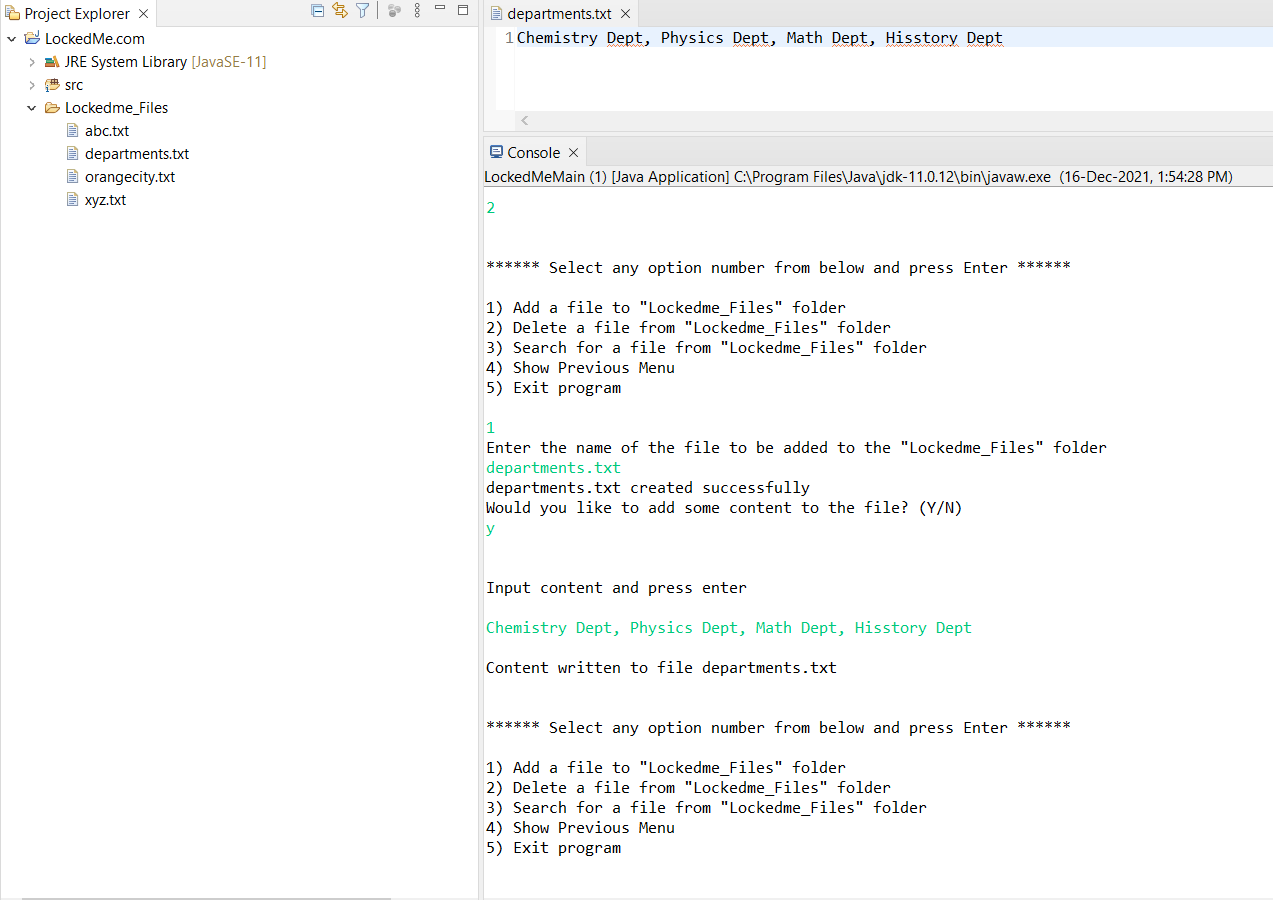 Project Explorer
LockedMe.com
JRE System Library [JavaSE-11]
src
Lockedme_Files
abc.txt
departments.txt
orangecity.txt
xyz.txt
departments.txt
1 Chemistry Dept, Physics Dept, Math Dept, Hisstory Dept
Console
LockedMeMain (1) [Java Application] C:\Program Files\Java\jdk-11.0.12\bin\javaw.exe (16-Dec-2021, 1:54:28 PM)
2
****** Select any option number from below and press Enter ******
1) Add a file to "Lockedme_Files" folder
2) Delete a file from "Lockedme_Files" folder
3) Search for a file from "Lockedme_Files" folder
4) Show Previous Menu
5) Exit program
1
Enter the name of the file to be added to the "Lockedme_Files" folder
departments.txt
departments.txt created successfully
Would you like to add some content to the file? (Y/N)
y
Input content and press enter
Chemistry Dept, Physics Dept, Math Dept, Hisstory Dept
Content written to file departments.txt
****** Select any option number from below and press Enter ******
1) Add a file to "Lockedme_Files" folder
2) Delete a file from "Lockedme_Files" folder
3) Search for a file from "Lockedme_Files" folder
4) Show Previous Menu
5) Exit program